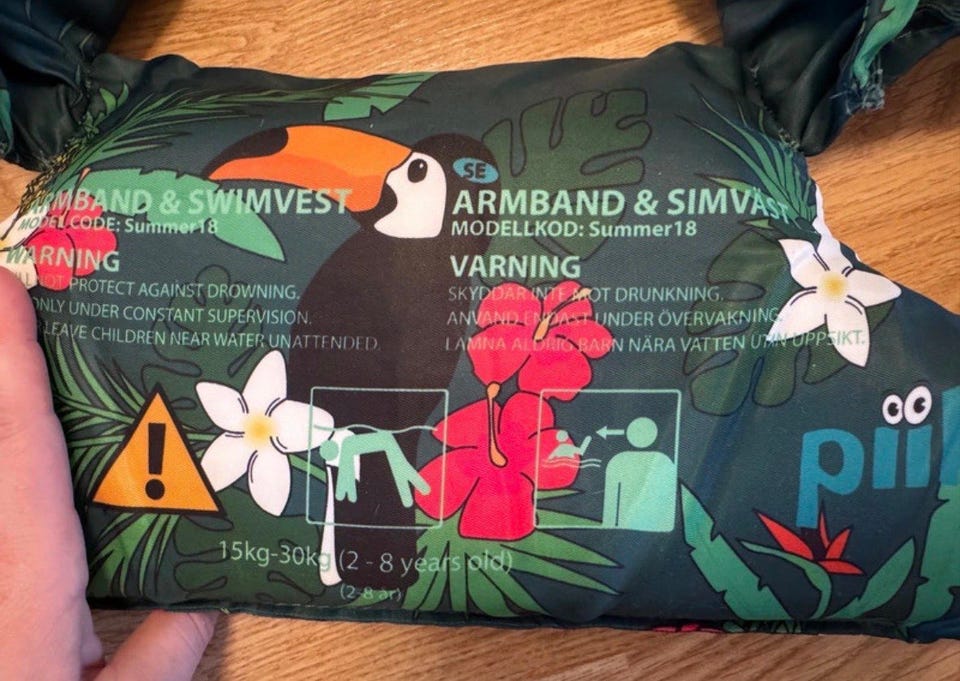 ARMBAND & SWIMVEST
MODEL CODE: Summer18
WARNING
NOT PROTECT AGAINST DROWNING.
ONLY UNDER CONSTANT SUPERVISION.
LEAVE CHILDREN NEAR WATER UNATTENDED.
SE
ARMBAND & SIMVÄST
MODELLKOD: Summer18
VARNING
SKYDDAR INTE MOT DRUNKNING.
ANVÄND ENDAST UNDER ÖVERVAKNING.
LÄMNA ALDRIG BARN NÄRA VATTEN UTAN UPPSIKT.
!
15kg-30kg (2 - 8 years old)
(2-8 år)